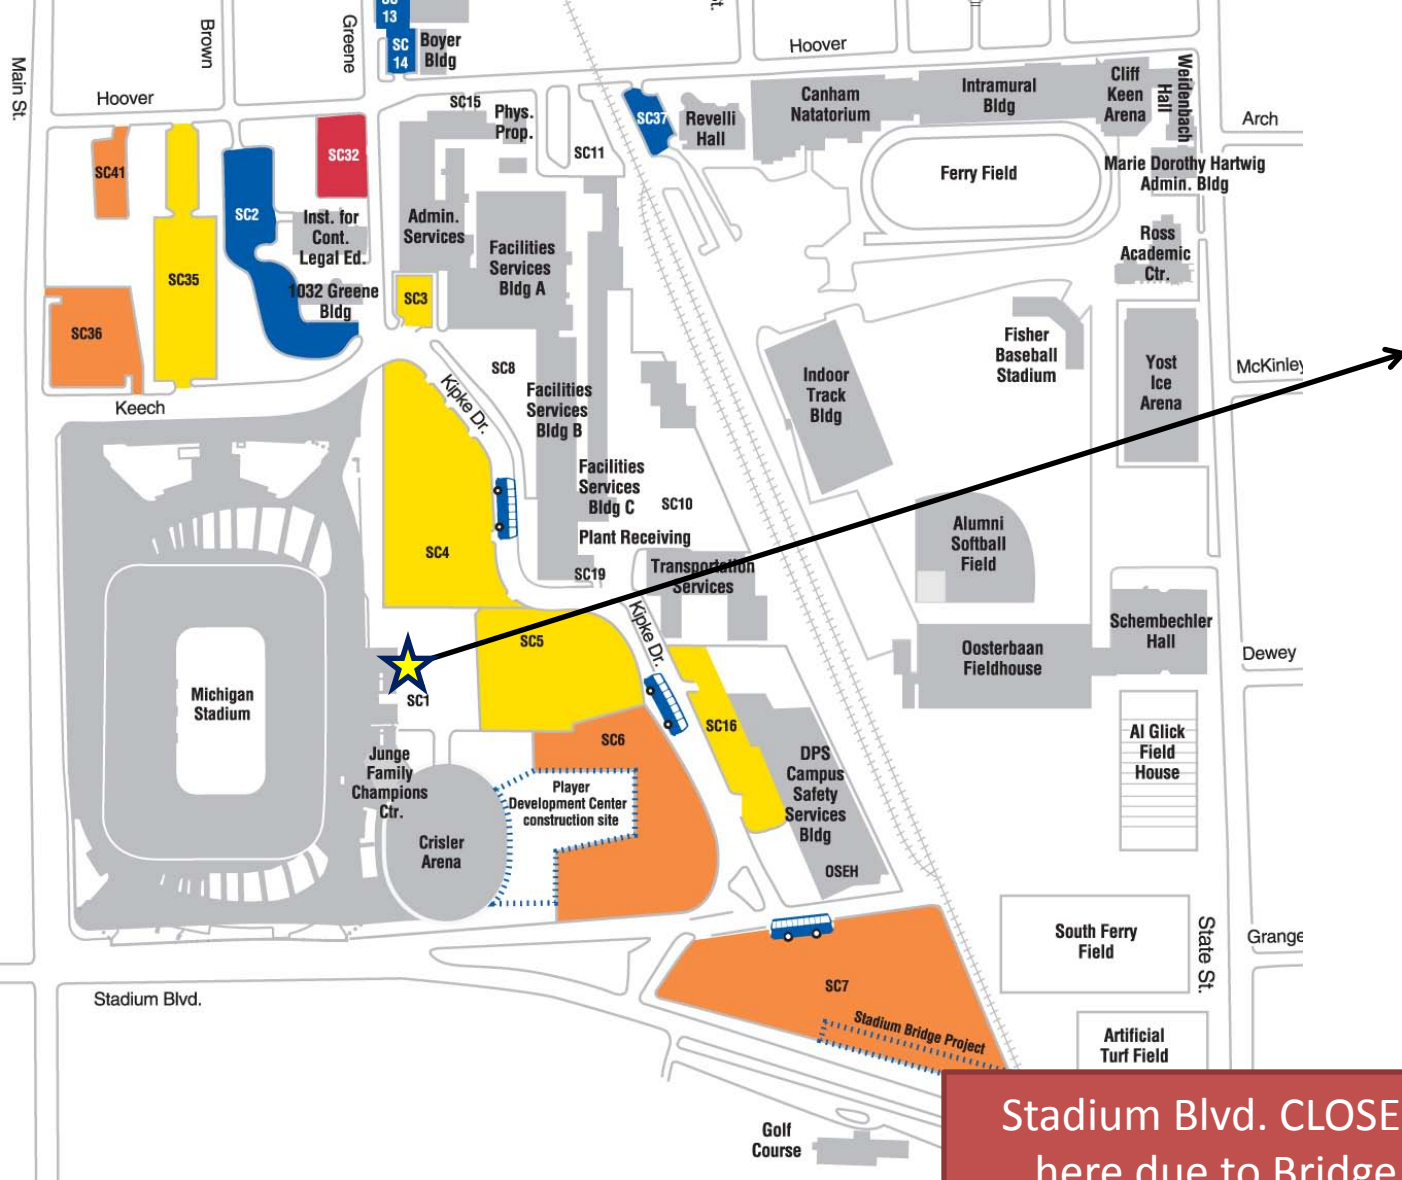 13
SC
14
Boyer
Bldg
Main St.
Brown
Greene
Hoover
Hoover
SC15
Phys.
Prop.
SC11
SC37
Revelli
Hall
Canham
Natatorium
Intramural
Bldg
Cliff
Keen
Arena
Weidenbach
Hall
Arch
SC41
SC32
SC2
Inst. for
Cont.
Legal Ed.
Admin.
Services
Facilities
Services
Bldg A
Ferry Field
Marie Dorothy Hartwig
Admin. Bldg
Ross
Academic
Ctr.
SC35
1032 Greene
Bldg
SC3
SC36
Fisher
Baseball
Stadium
Yost
Ice
Arena
McKinley
Keech
Kipke Dr.
SC8
Facilities
Services
Bldg B
Indoor
Track
Bldg
Facilities
Services
Bldg C
SC10
Plant Receiving
SC4
SC19
Transportation
Services
Alumni
Softball
Field
Kipke Dr.
SC5
Oosterbaan
Fieldhouse
Schembechler
Hall
Dewey
Michigan
Stadium
SC1
SC16
SC6
Al Glick
Field
House
Junge
Family
Champions
Ctr.
Player
Development Center
construction site
DPS
Campus
Safety
Services
Bldg
Crisler
Arena
OSEH
South Ferry
Field
State St.
Grange
Stadium Blvd.
SC7
Stadium Bridge Project
Artificial
Turf Field
Golf
Course
Stadium Blvd. CLOSE
here due to Bridge